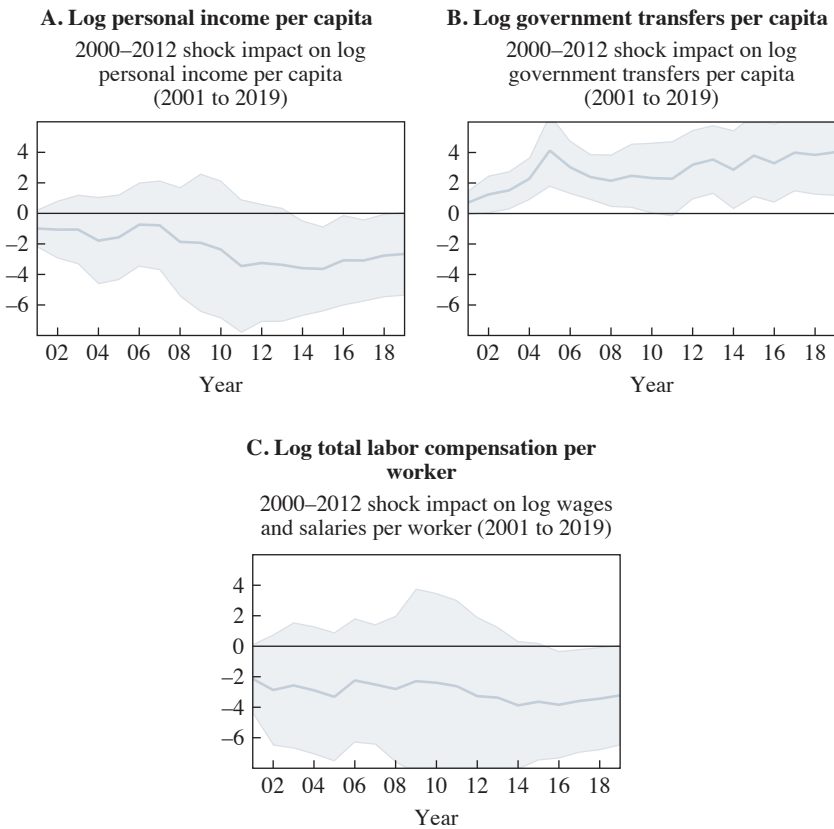 A. Log personal income per capita
2000–2012 shock impact on log
personal income per capita
(2001 to 2019)
4
2
0
–2
–4
–6
02 04 06 08 10 12 14 16 18
Year
B. Log government transfers per capita
2000–2012 shock impact on log
government transfers per capita
(2001 to 2019)
4
2
0
–2
–4
–6
02 04 06 08 10 12 14 16 18
Year
C. Log total labor compensation per
worker
2000–2012 shock impact on log wages
and salaries per worker (2001 to 2019)
4
2
0
–2
–4
–6
02 04 06 08 10 12 14 16 18
Year